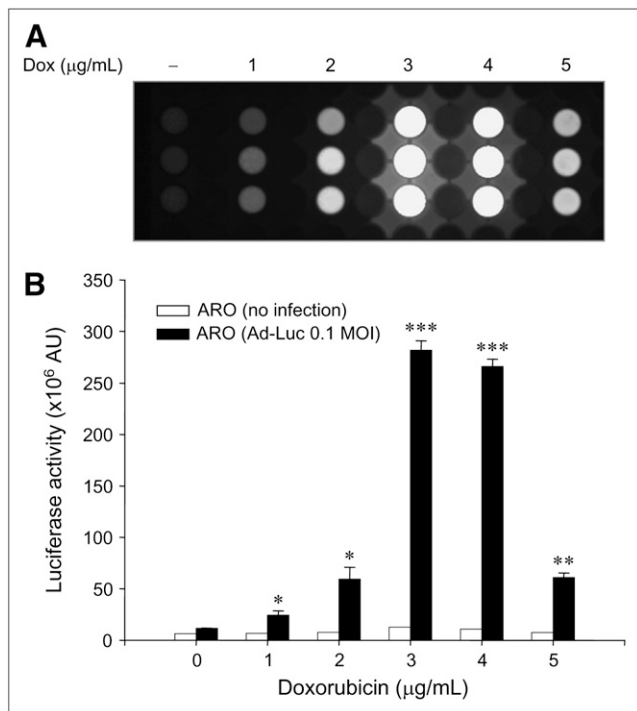 A
Dox (μg/mL) – 1 2 3 4 5
B
350
300
250
200
150
100
50
0
Luciferase activity (x10⁶ AU)
ARO (no infection)
ARO (Ad-Luc 0.1 MOI)
* * *** *** **
0 1 2 3 4 5
Doxorubicin (μg/mL)